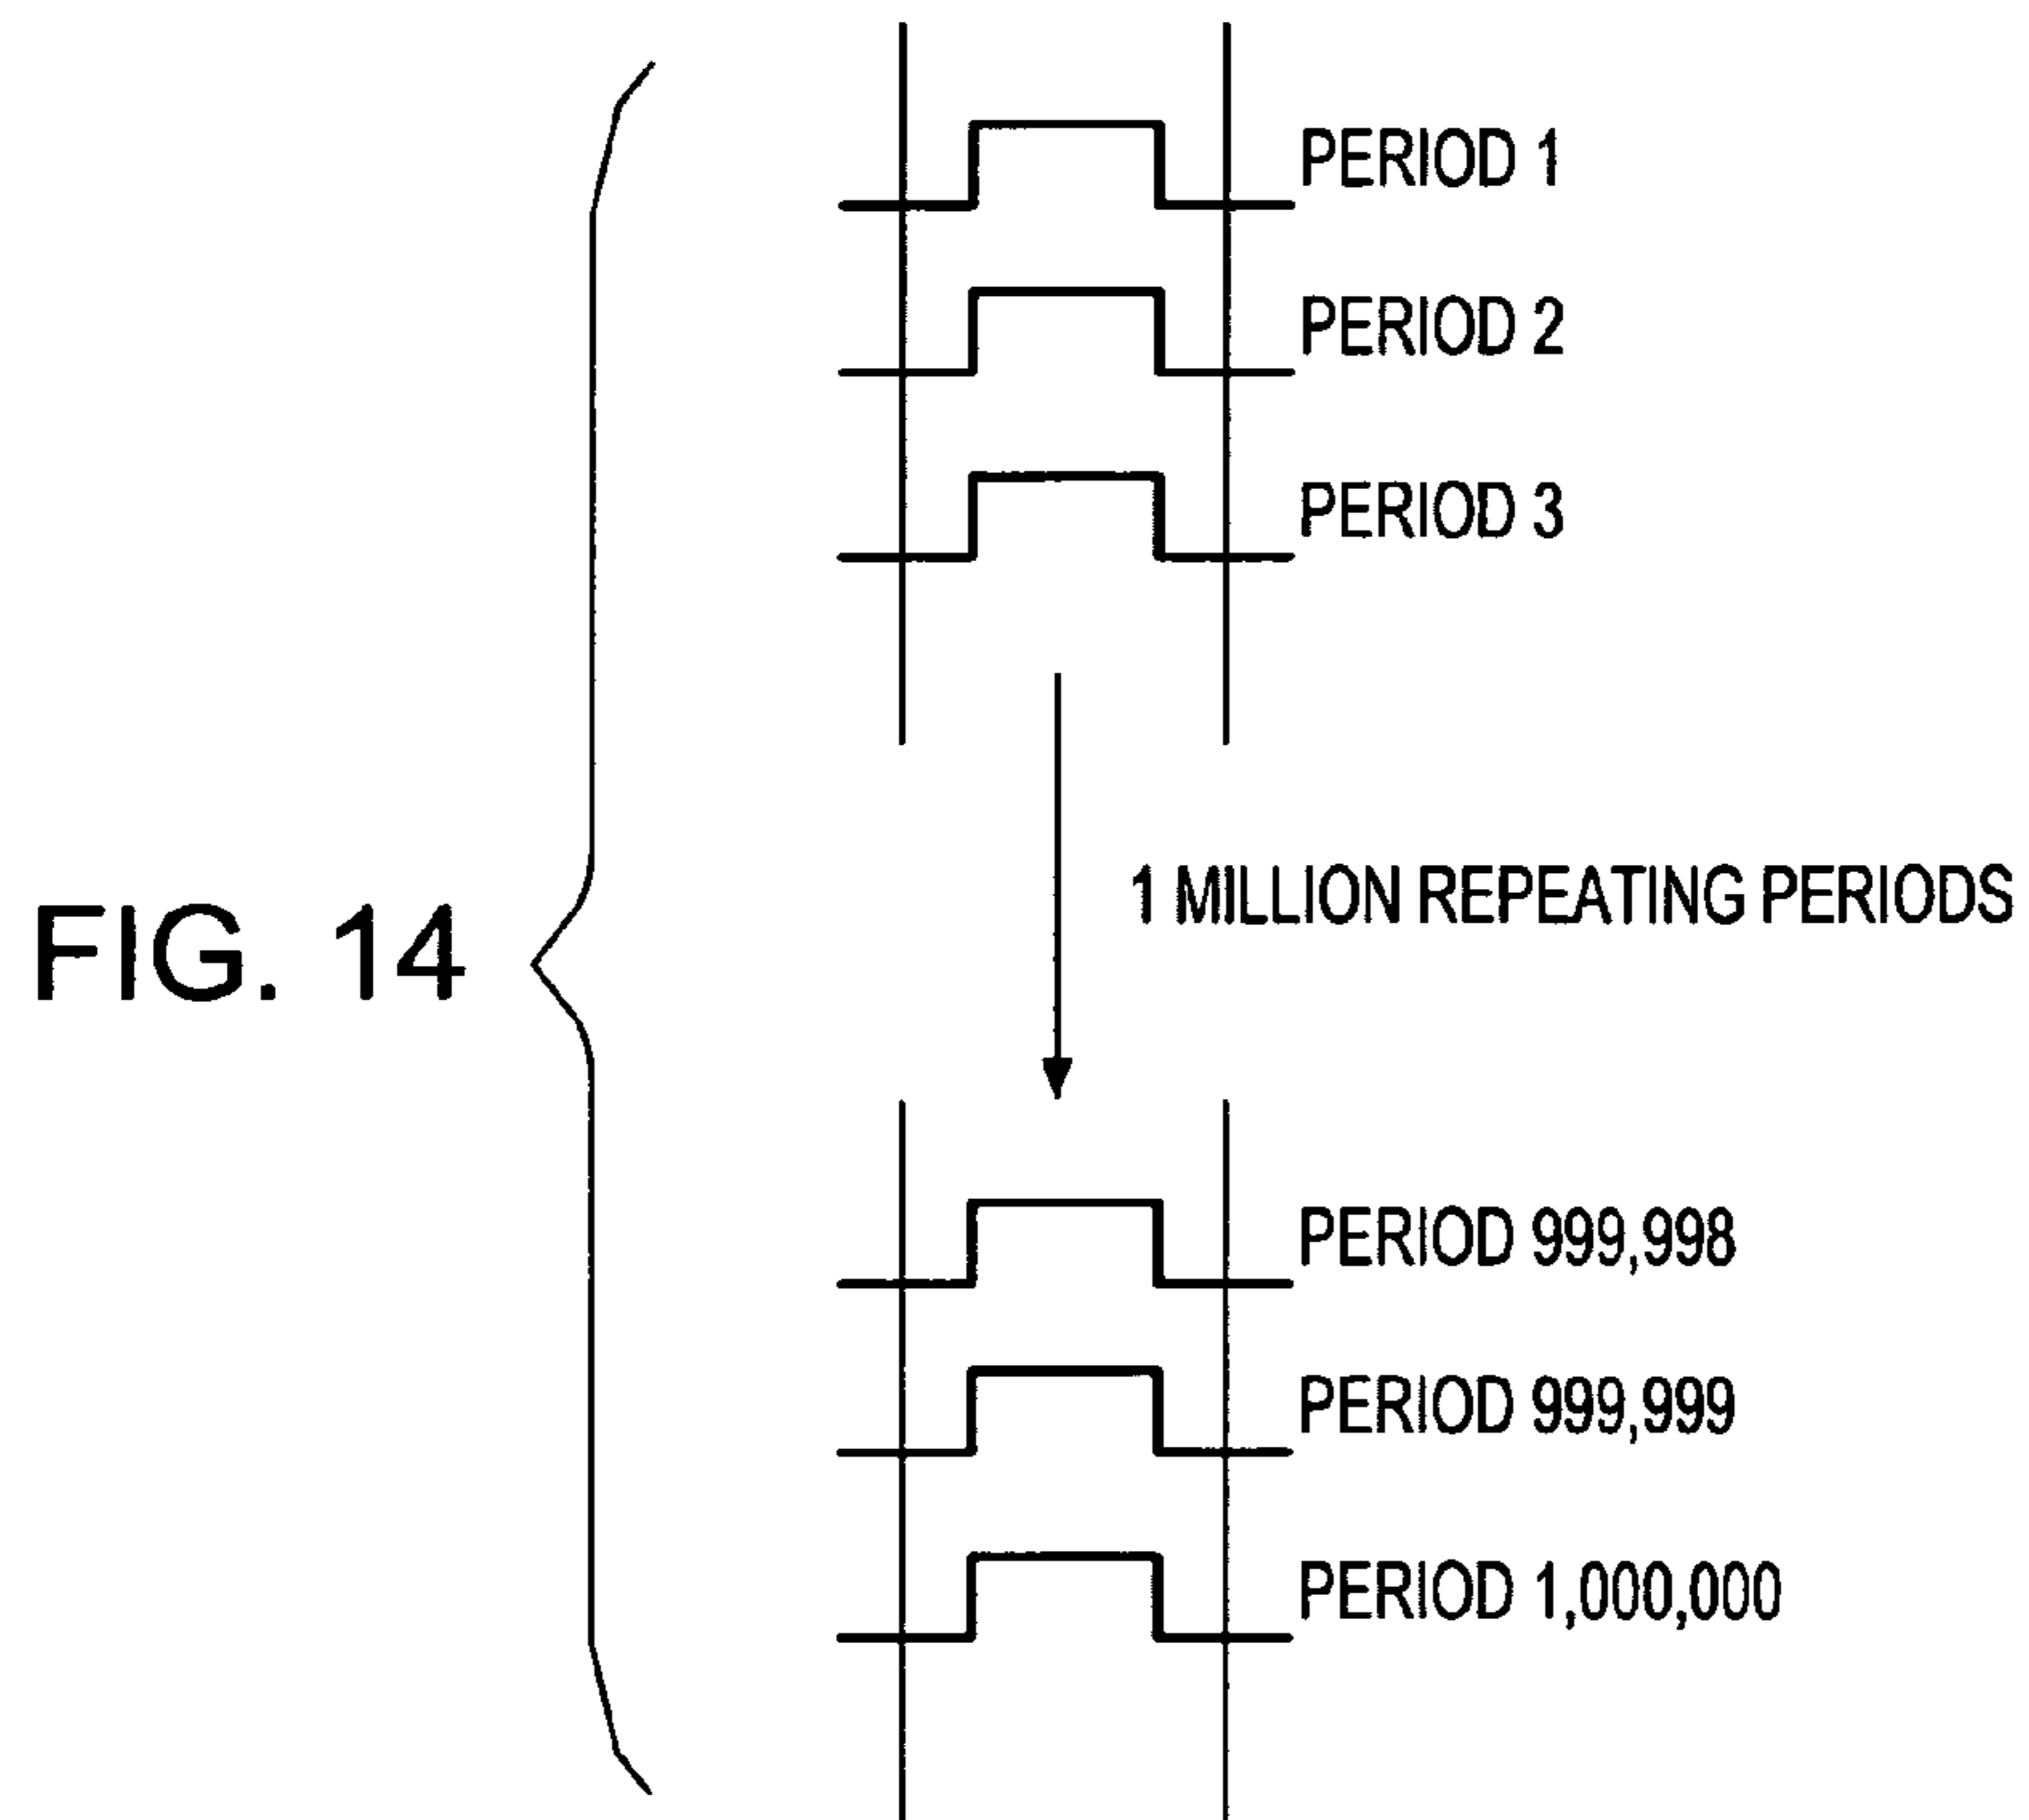 PERIOD 1
PERIOD 2
PERIOD 3
1 MILLION REPEATING PERIODS
FIG. 14
PERIOD 999,998
PERIOD 999,999
PERIOD 1,000,000